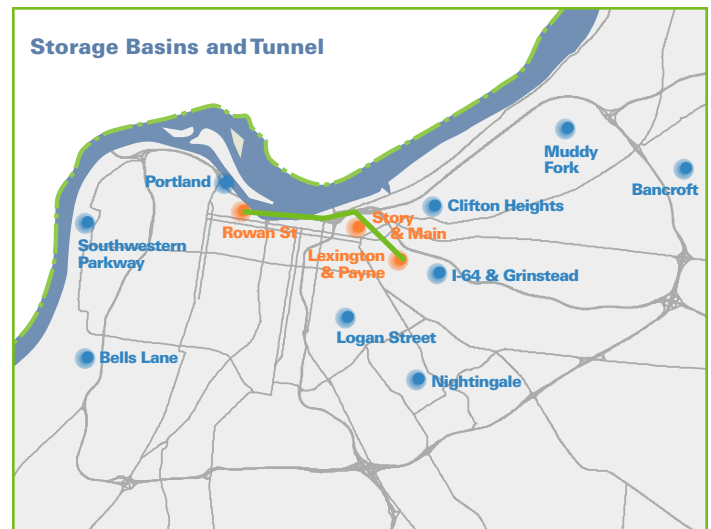 Storage Basins and Tunnel
Muddy
Fork
Bancroft
Portland
Clifton Heights
Rowan St
Story
& Main
Southwestern
Parkway
Lexington
& Payne
I-64 & Grinstead
Logan Street
Bells Lane
Nightingale